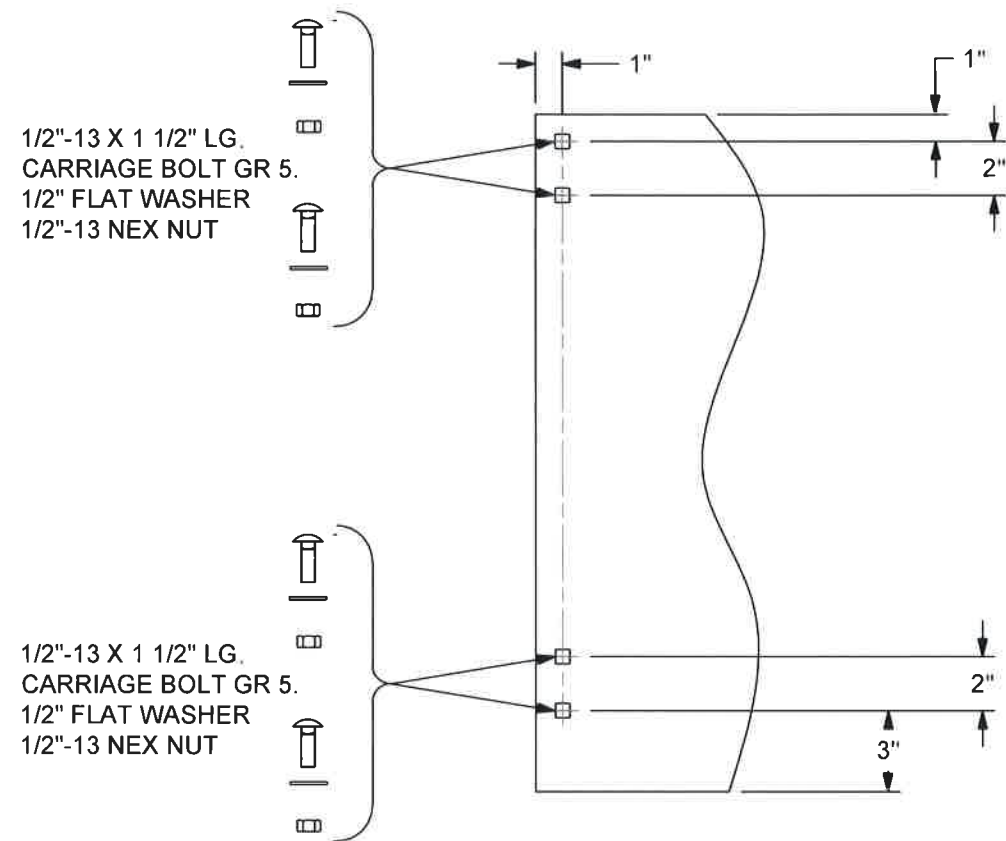 1"
1"
2"
1/2"-13 X 1 1/2" LG.
CARRIAGE BOLT GR 5.
1/2" FLAT WASHER
1/2"-13 NEX NUT
1/2"-13 X 1 1/2" LG.
CARRIAGE BOLT GR 5.
1/2" FLAT WASHER
1/2"-13 NEX NUT
2"
3"